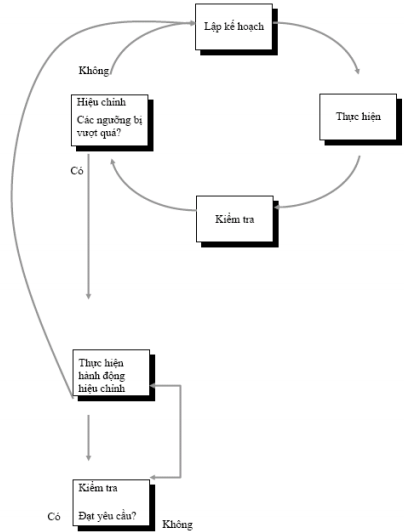 Lập kế hoạch
Không
Hiệu chỉnh
Các ngưỡng bị
vượt quá?
Thực hiện
Có
Kiểm tra
Thực hiện
hành động
hiệu chỉnh
Kiểm tra
Đạt yêu cầu?
Có
Không